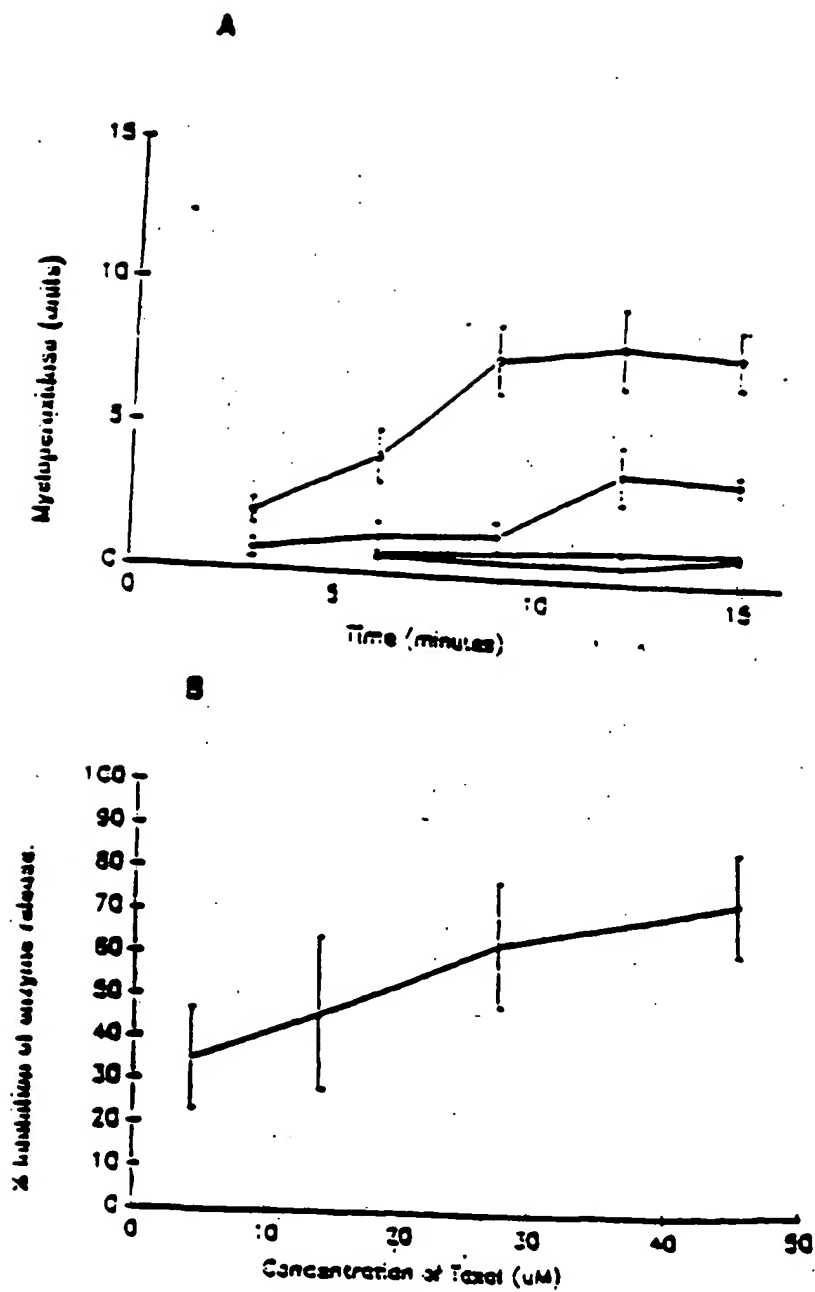 A
15
10
5
0
Myeloperoxidase (units)
0 5 10 15
Time (minutes)
B
100
90
80
70
60
50
40
30
20
10
0
% Inhibition of enzyme release.
0 10 20 30 40 50
Concentration of Taxol (uM)